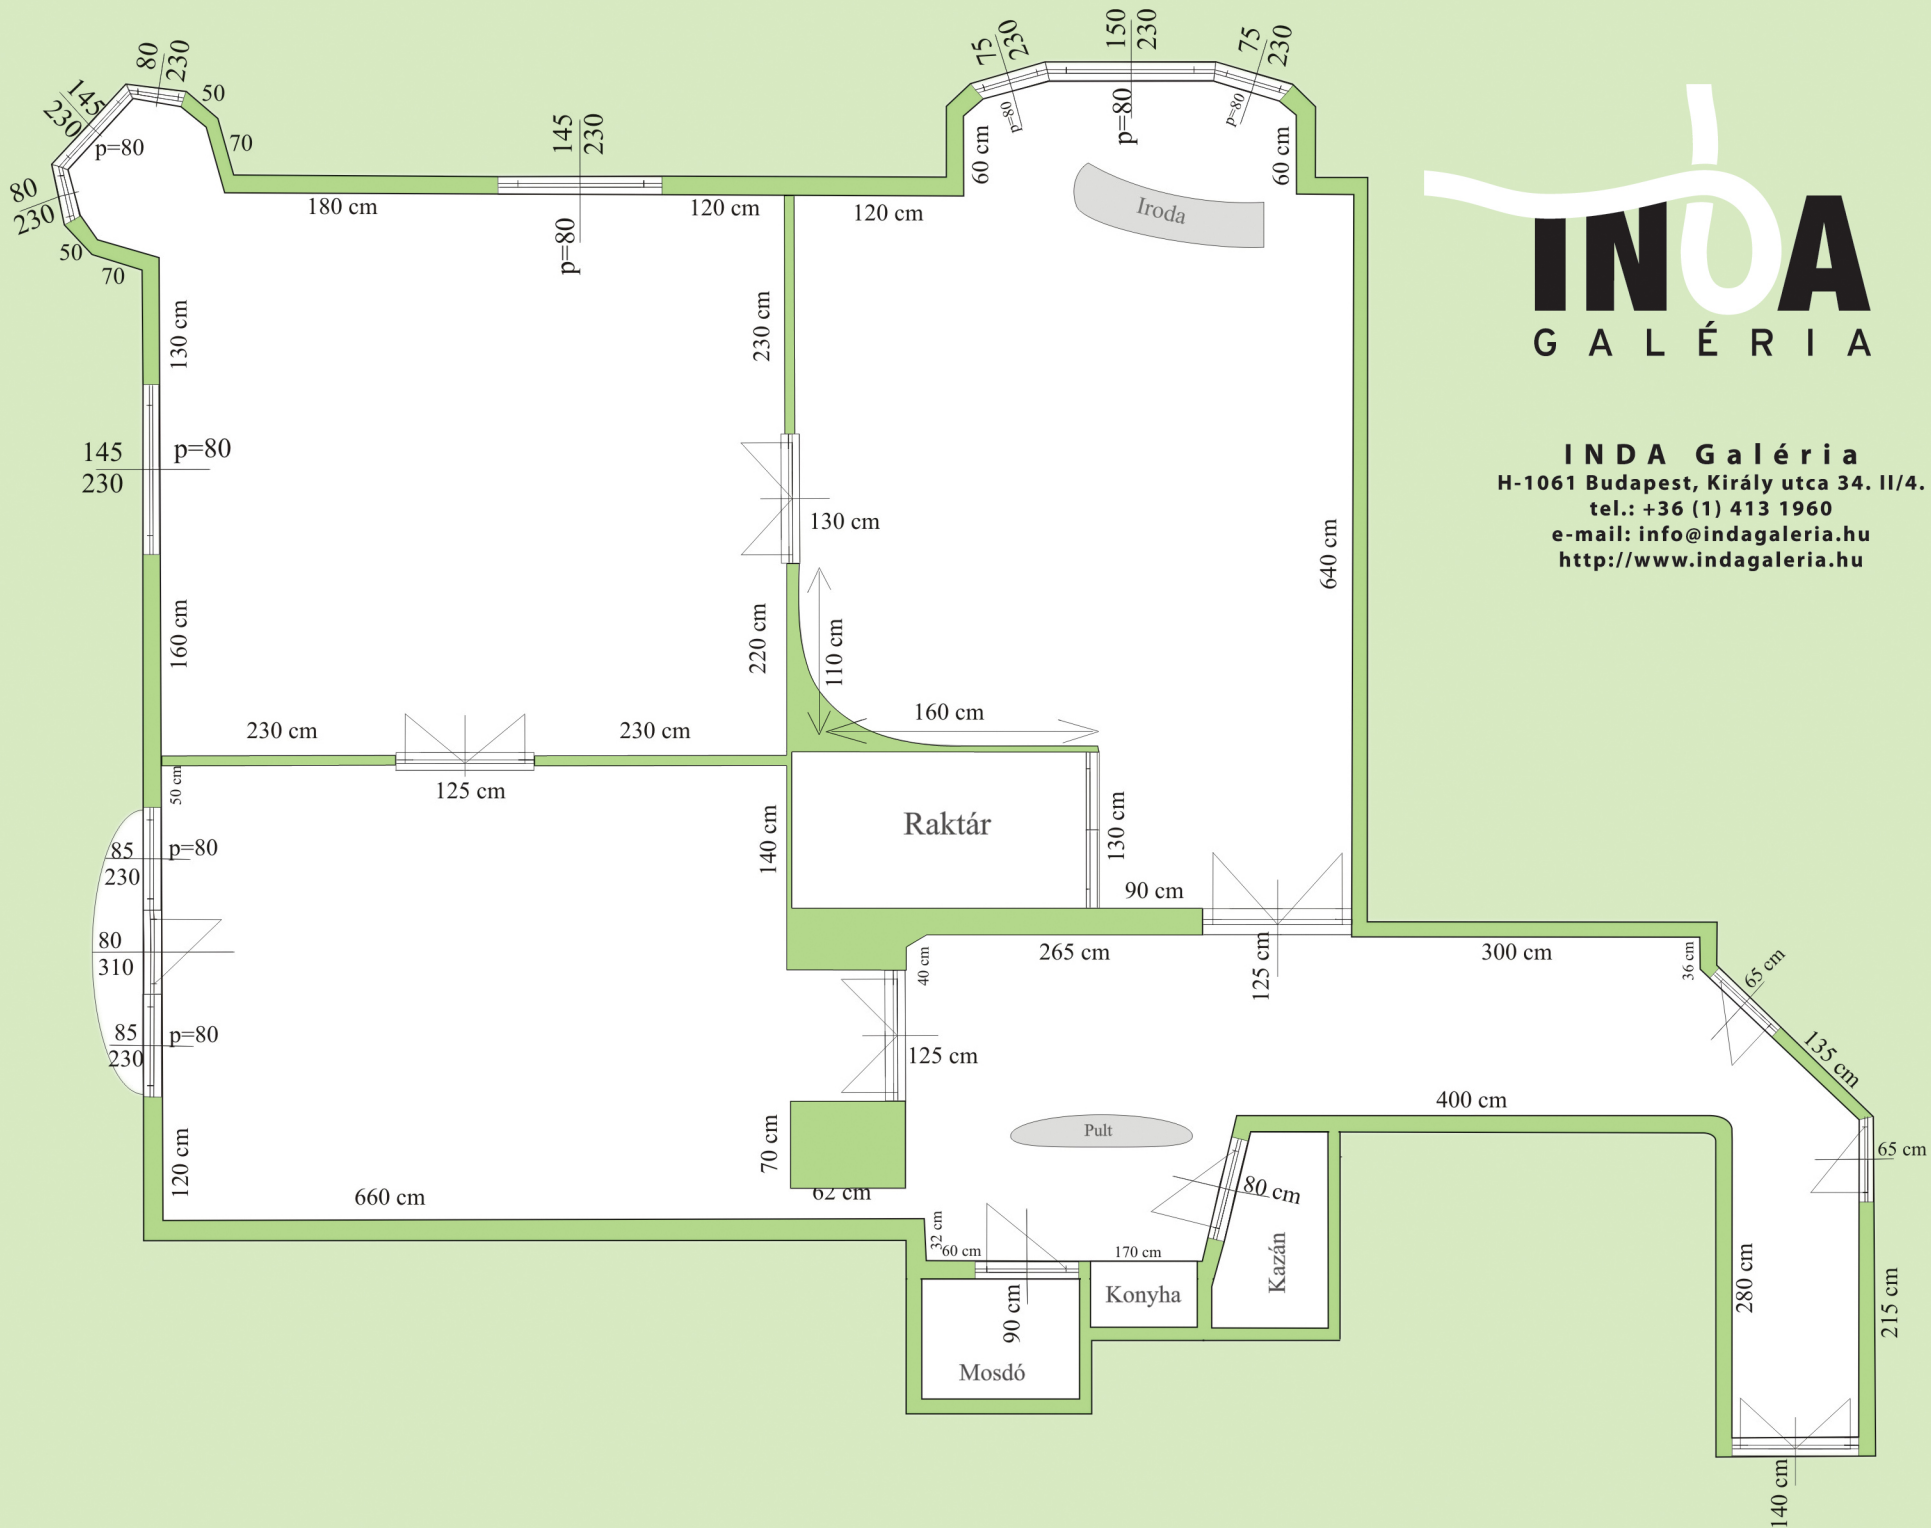 80
230
50
145
230
p=80
70
80
230
50
70
180 cm
145
230
p=80
120 cm
120 cm
75
230
p=80
150
230
p=80
75
230
p=80
60 cm
60 cm
Iroda
INDA
GALÉRIA
INDA Galéria
H-1061 Budapest, Király utca 34. II/4.
tel.: +36 (1) 413 1960
e-mail: info@indagaleria.hu
http://www.indagaleria.hu
130 cm
230 cm
145
230
p=80
130 cm
640 cm
160 cm
220 cm
110 cm
160 cm
230 cm
230 cm
125 cm
50 cm
Raktár
140 cm
130 cm
90 cm
85
230
p=80
80
310
85
230
p=80
40 cm
265 cm
125 cm
300 cm
36 cm
65 cm
135 cm
125 cm
400 cm
Pult
70 cm
62 cm
120 cm
660 cm
65 cm
80 cm
32 cm
60 cm
170 cm
Kazán
Konyha
90 cm
Mosdó
280 cm
215 cm
140 cm